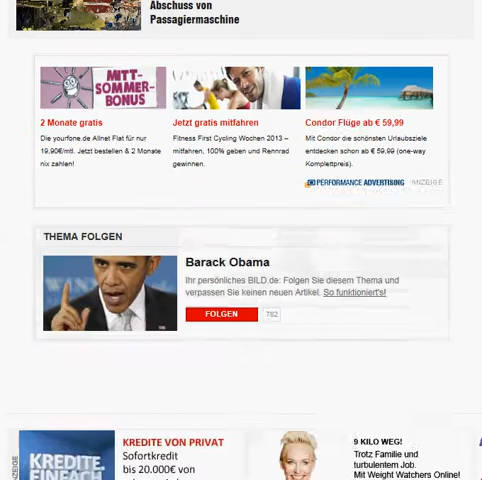 Abschuss von
Passagiermaschine
MITT-
SOMMER-
BONUS
2 Monate gratis
Die yourfone.de Allnet Flat für nur
19,90€/mtl. Jetzt bestellen & 2 Monate
nix zahlen!
Jetzt gratis mitfahren
Fitness First Cycling Wochen 2013 –
mitfahren, 100% geben und Rennrad
gewinnen.
Condor Flüge ab € 59,99
Mit Condor die schönsten Urlaubsziele
entdecken schon ab € 59,99 (one-way
Komplettpreis).
PERFORMANCE ADVERTISING ANZEIGE
THEMA FOLGEN
Barack Obama
Ihr persönliches BILD.de: Folgen Sie diesem Thema und
verpassen Sie keinen neuen Artikel. So funktioniert's!
FOLGEN 782
KREDITE
EINFACH
KREDITE VON PRIVAT
Sofortkredit
bis 20.000€ von
9 KILO WEG!
Trotz Familie und
turbulentem Job.
Mit Weight Watchers Online!